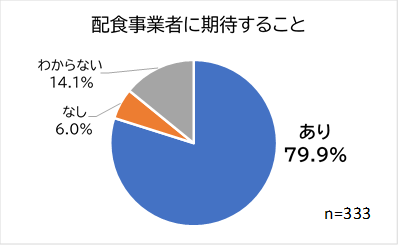 配食事業者に期待すること
わからない
14.1%
なし
6.0%
あり
79.9%
n=333